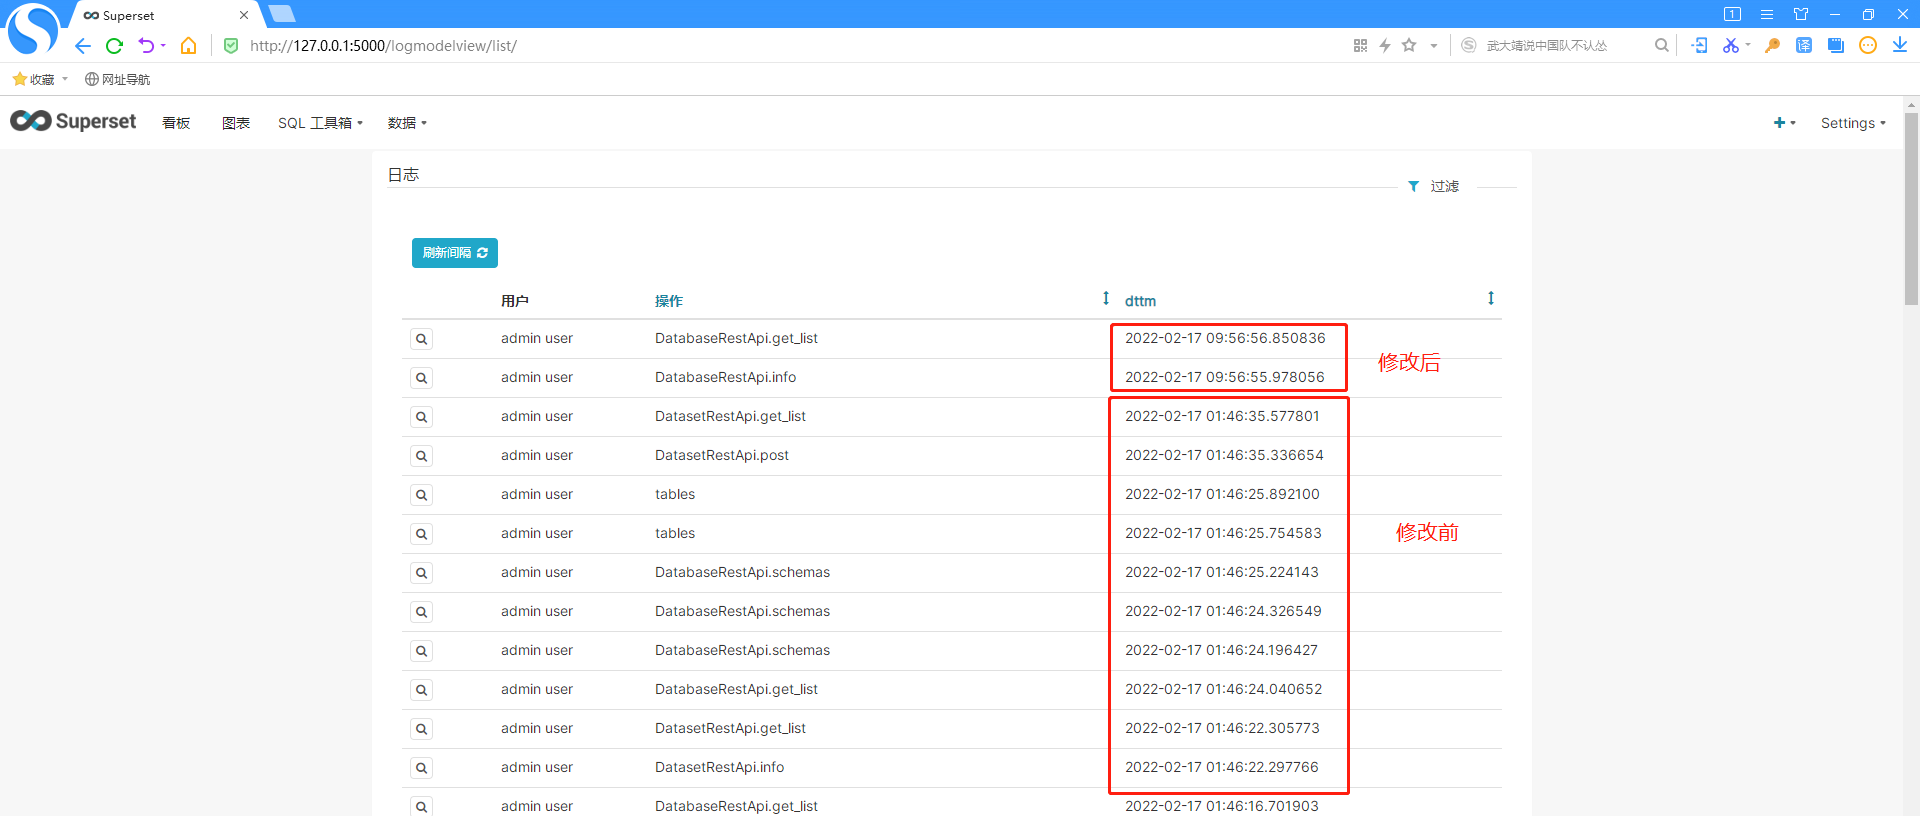 Superset
1
http://127.0.0.1:5000/logmodelview/list/
武大靖说中国队不认怂
译
收藏
网址导航
Superset 看板 图表 SQL 工具箱 数据 Settings
日志
过滤
刷新间隔
用户 操作 dttm
admin user DatabaseRestApi.get_list 2022-02-17 09:56:56.850836
修改后
admin user DatabaseRestApi.info 2022-02-17 09:56:55.978056
admin user DatasetRestApi.get_list 2022-02-17 01:46:35.577801
admin user DatasetRestApi.post 2022-02-17 01:46:35.336654
admin user tables 2022-02-17 01:46:25.892100
admin user tables 2022-02-17 01:46:25.754583
修改前
admin user DatabaseRestApi.schemas 2022-02-17 01:46:25.224143
admin user DatabaseRestApi.schemas 2022-02-17 01:46:24.326549
admin user DatabaseRestApi.schemas 2022-02-17 01:46:24.196427
admin user DatabaseRestApi.get_list 2022-02-17 01:46:24.040652
admin user DatasetRestApi.get_list 2022-02-17 01:46:22.305773
admin user DatasetRestApi.info 2022-02-17 01:46:22.297766
admin user DatabaseRestApi.get_list 2022-02-17 01:46:16.701903